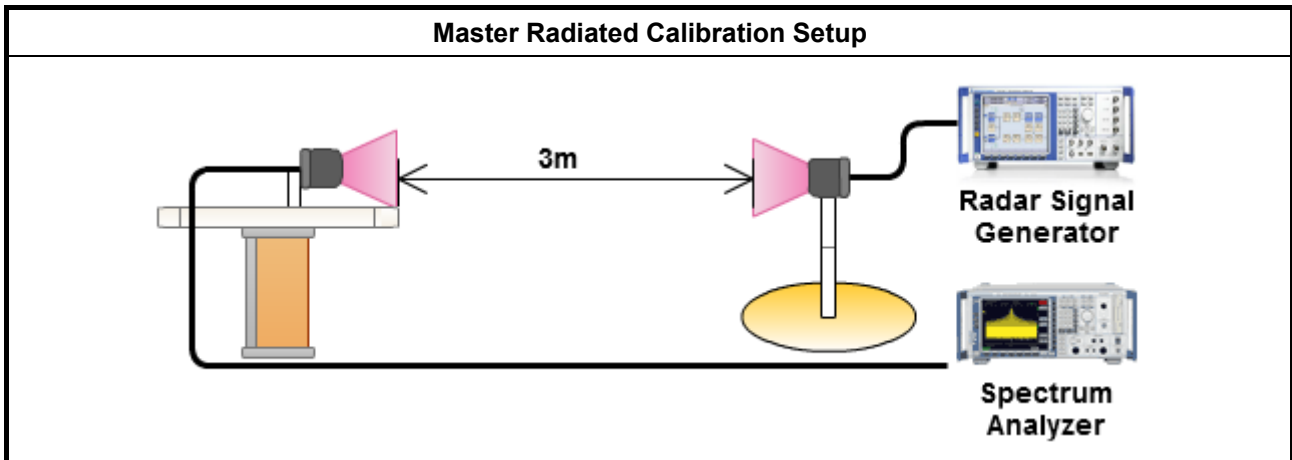 Master Radiated Calibration Setup
3m
Radar Signal
Generator
Spectrum
Analyzer